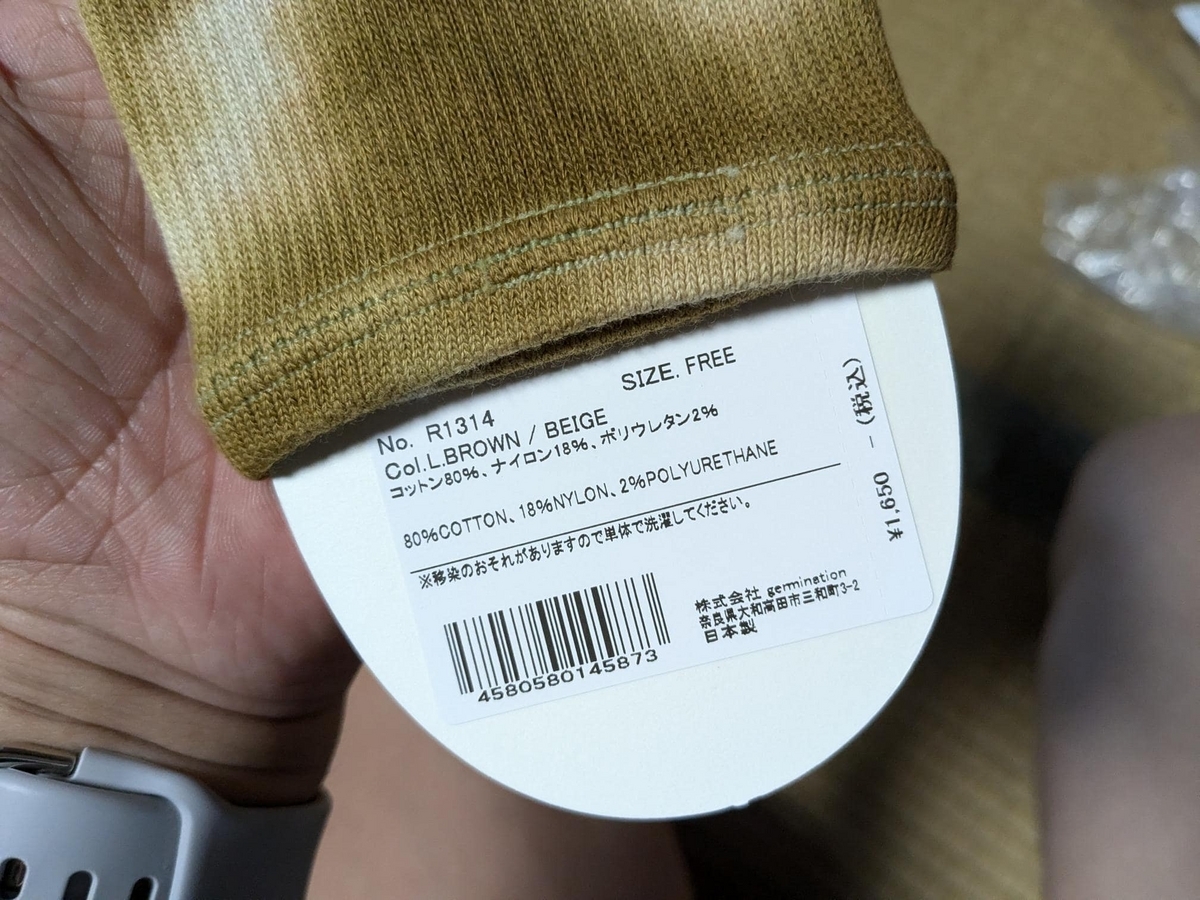 SIZE. FREE
No. R1314
Col.L.BROWN / BEIGE
コットン80%、ナイロン18%、ポリウレタン2%
80%COTTON、18%NYLON、2%POLYURETHANE
※移染のおそれがありますので単体で洗濯してください。
4580580145873
株式会社 germination
奈良県大和高田市三和町3-2
日本製
¥1,650 - (税込)